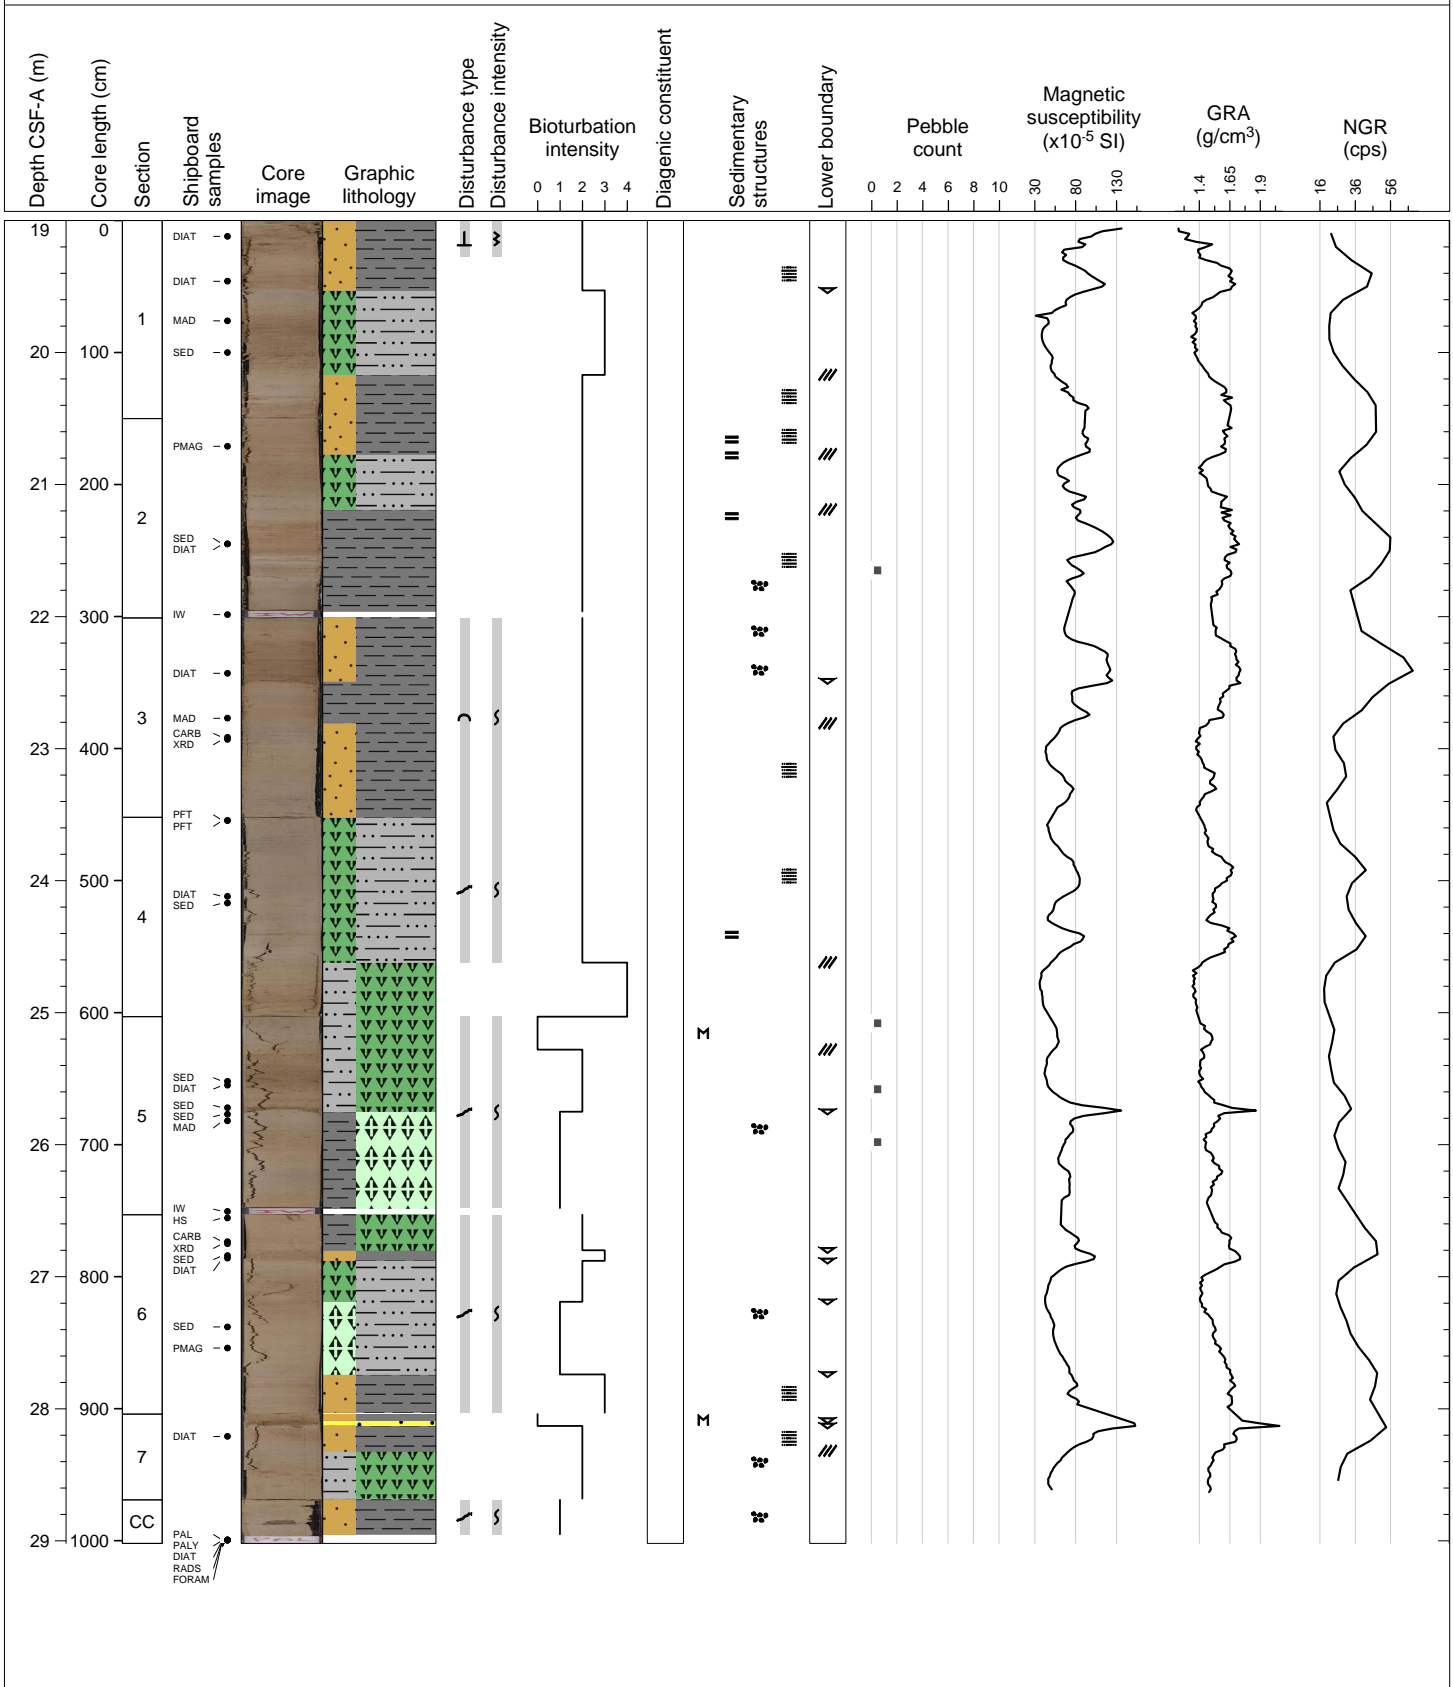 Depth CSF-A (m)
Core length (cm)
Section
Shipboard samples
Core image
Graphic lithology
Disturbance type
Disturbance intensity
Bioturbation intensity
0 1 2 3 4
Diagenic constituent
Sedimentary structures
Lower boundary
Pebble count
0 2 4 6 8 10
Magnetic susceptibility (x10-5 SI)
30 80 130
GRA (g/cm3)
1.4 1.65 1.9
NGR (cps)
16 36 56
19 0
DIAT
DIAT
1
MAD
20 100
SED
PMAG
21 200
2
SED
DIAT
22 300
IW
DIAT
3
MAD
CARB
XRD
23 400
PFT
PFT
24 500
DIAT
SED
4
25 600
M
SED
DIAT
SED
SED
MAD
5
26 700
IW
HS
CARB
XRD
SED
DIAT
27 800
6
SED
PMAG
28 900
M
DIAT
7
CC
29 1000
PAL
PALY
DIAT
RADS
FORAM